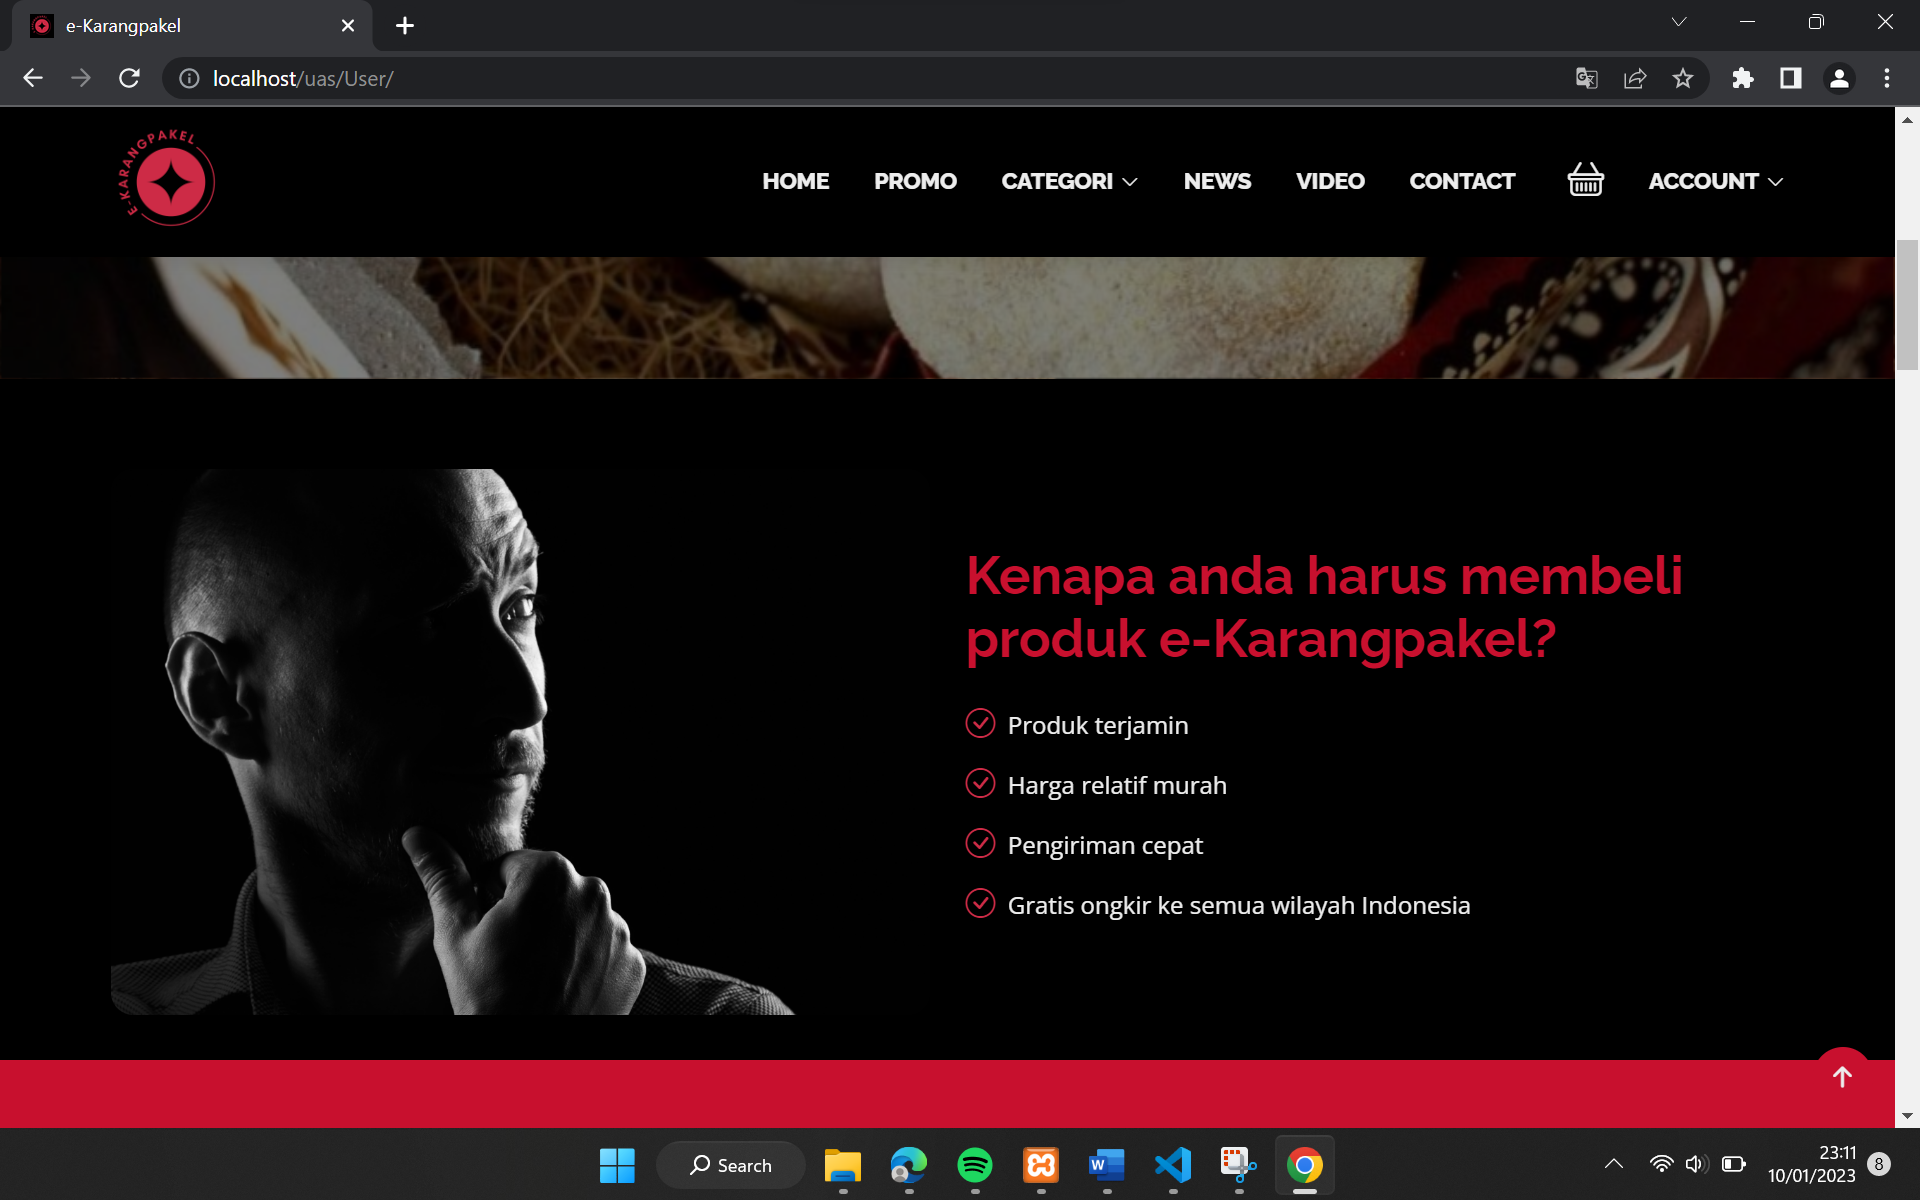 e-Karangpakel
localhost/uas/User/
E-KARANGPAKEL
HOME PROMO CATEGORI NEWS VIDEO CONTACT ACCOUNT
Kenapa anda harus membeli
produk e-Karangpakel?
Produk terjamin
Harga relatif murah
Pengiriman cepat
Gratis ongkir ke semua wilayah Indonesia
Search
23:11
10/01/2023
8